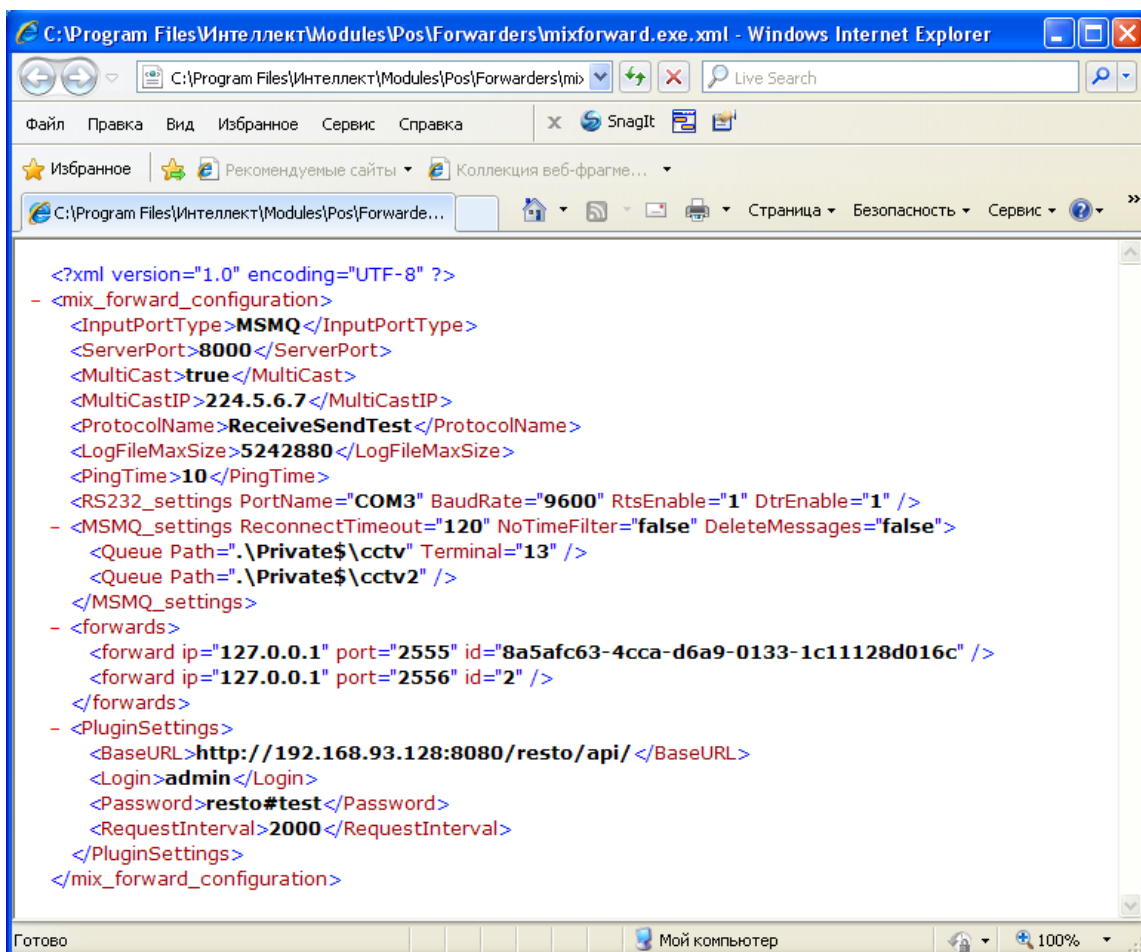 C:\Program Files\Интеллект\Modules\Pos\Forwarders\mixforward.exe.xml - Windows Internet Explorer
C:\Program Files\Интеллект\Modules\Pos\Forwarders\mix Live Search
Файл Правка Вид Избранное Сервис Справка x SnagIt
Избранное Рекомендуемые сайты Коллекция веб-фрагме...
C:\Program Files\Интеллект\Modules\Pos\Forwarde... Страница Безопасность Сервис »
<?xml version="1.0" encoding="UTF-8" ?>
- <mix_forward_configuration>
<InputPortType>MSMQ</InputPortType>
<ServerPort>8000</ServerPort>
<MultiCast>true</MultiCast>
<MultiCastIP>224.5.6.7</MultiCastIP>
<ProtocolName>ReceiveSendTest</ProtocolName>
<LogFileMaxSize>5242880</LogFileMaxSize>
<PingTime>10</PingTime>
<RS232_settings PortName="COM3" BaudRate="9600" RtsEnable="1" DtrEnable="1" />
- <MSMQ_settings ReconnectTimeout="120" NoTimeFilter="false" DeleteMessages="false">
<Queue Path=".\Private$\cctv" Terminal="13" />
<Queue Path=".\Private$\cctv2" />
</MSMQ_settings>
- <forwards>
<forward ip="127.0.0.1" port="2555" id="8a5afc63-4cca-d6a9-0133-1c11128d016c" />
<forward ip="127.0.0.1" port="2556" id="2" />
</forwards>
- <PluginSettings>
<BaseURL>http://192.168.93.128:8080/resto/api/</BaseURL>
<Login>admin</Login>
<Password>resto#test</Password>
<RequestInterval>2000</RequestInterval>
</PluginSettings>
</mix_forward_configuration>
Готово Мой компьютер 100%